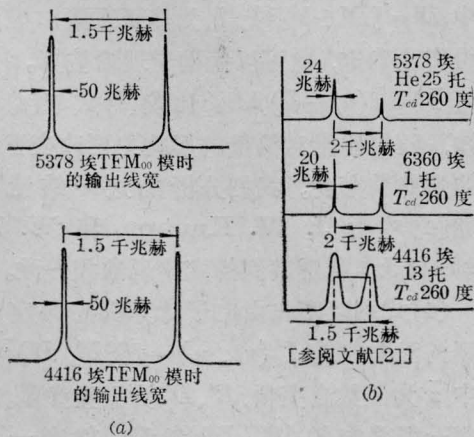 1.5千兆赫
50兆赫
5378埃TFM₀₀模时
的输出线宽
1.5千兆赫
50兆赫
4416埃TFM₀₀模时
的输出线宽
(a)
24
兆赫
5378埃
He25托
Tcd260度
2千兆赫
20
兆赫
6360埃
1托
Tcd260度
2千兆赫
4416埃
13托
Tcd260度
1.5千兆赫
[参阅文献[2]]
(b)